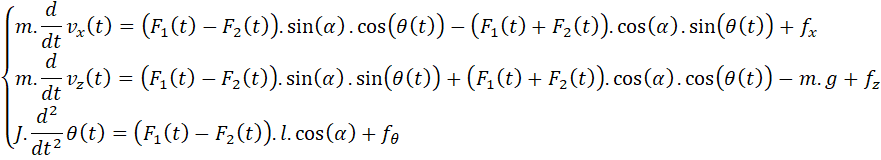 m.d/dt v_x(t) = (F_1(t) − F_2(t)).sin(α).cos(θ(t)) − (F_1(t) + F_2(t)).cos(α).sin(θ(t)) + f_x
m.d/dt v_z(t) = (F_1(t) − F_2(t)).sin(α).sin(θ(t)) + (F_1(t) + F_2(t)).cos(α).cos(θ(t)) − m.g + f_z
J.d²/dt² θ(t) = (F_1(t) − F_2(t)).l.cos(α) + f_θ